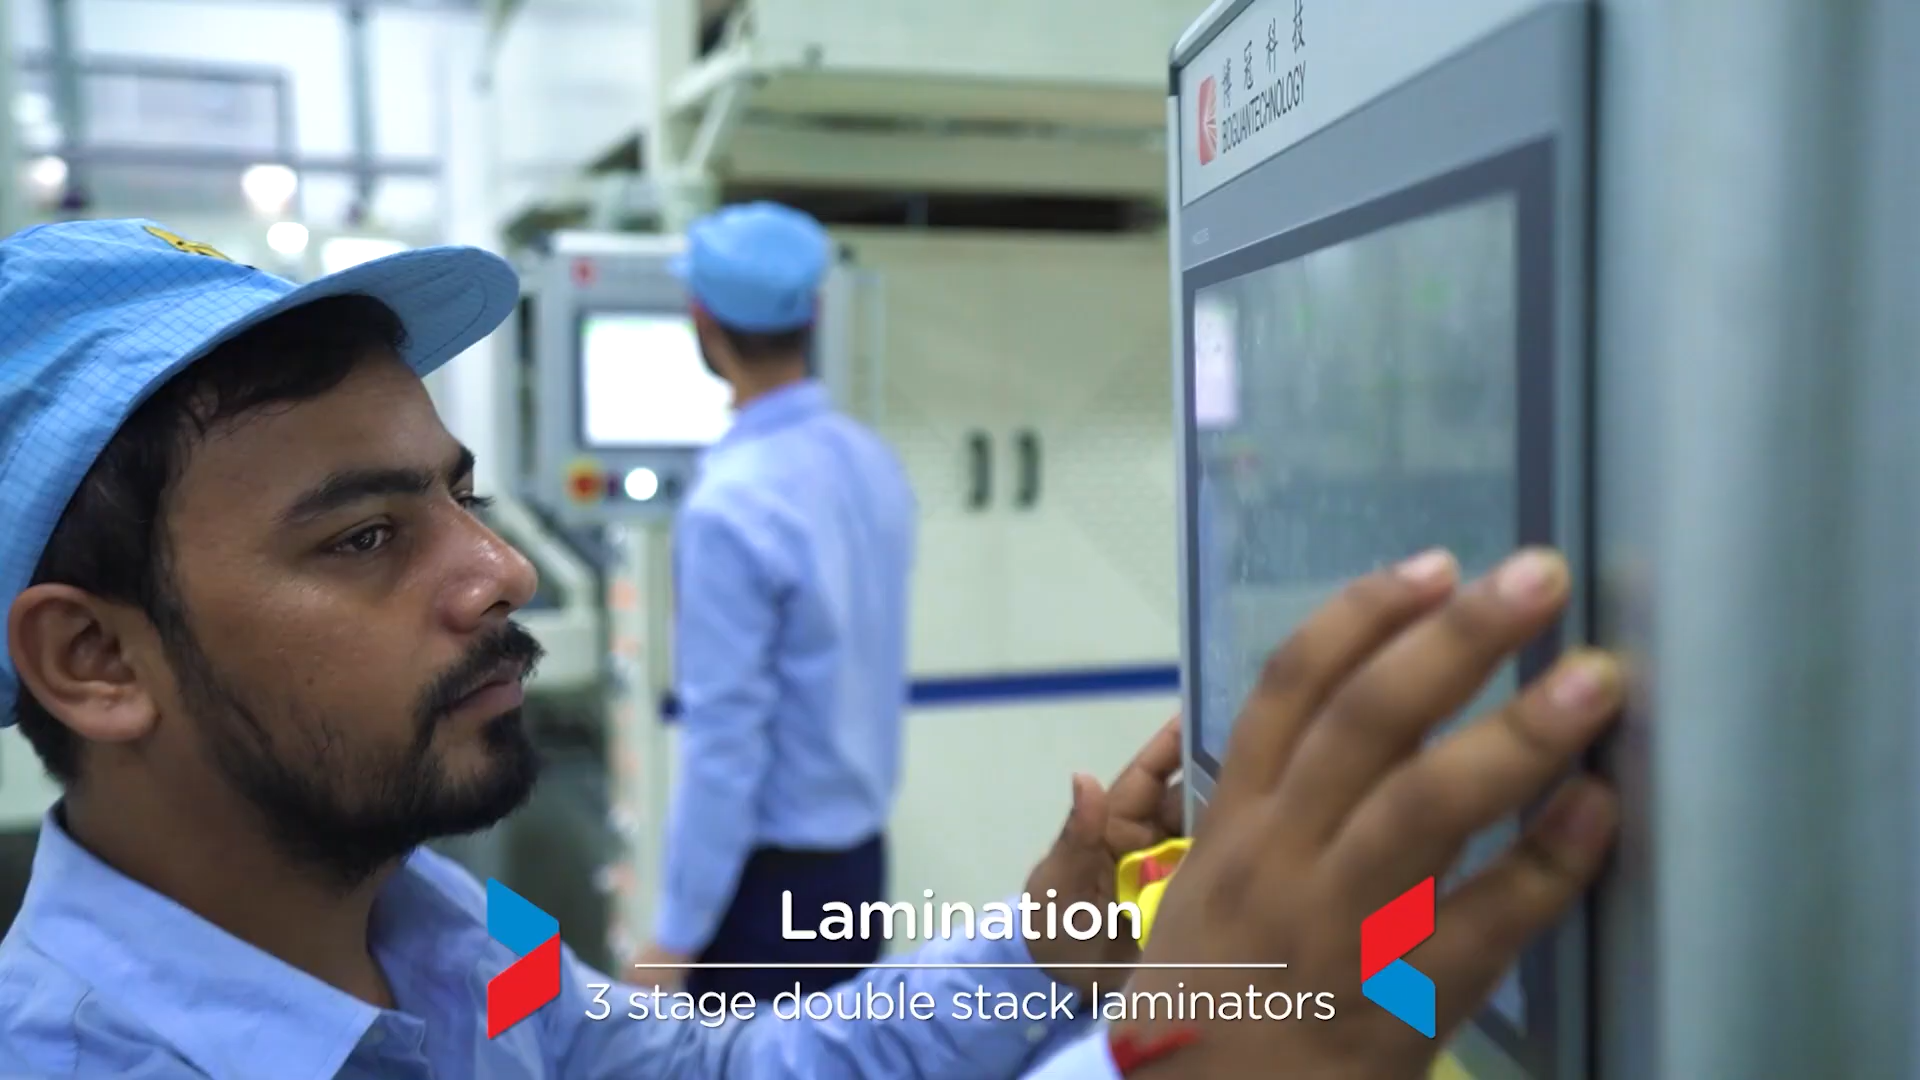 博冠科技
BOGUANTECHNOLOGY
Lamination
3 stage double stack laminators